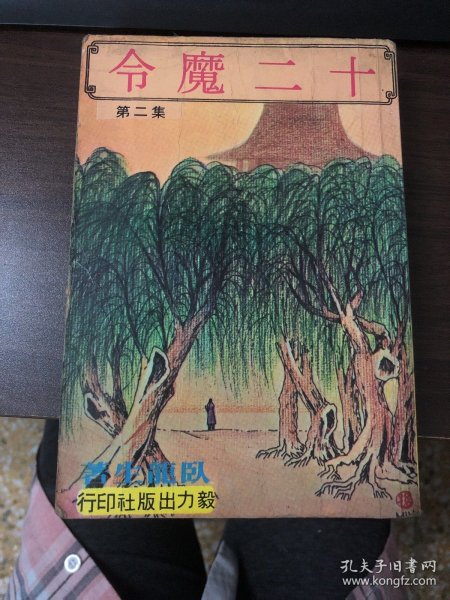 十二魔令
第二集
臥龍生著
毅力出版社印行
孔夫子旧书网
www.kongfz.com